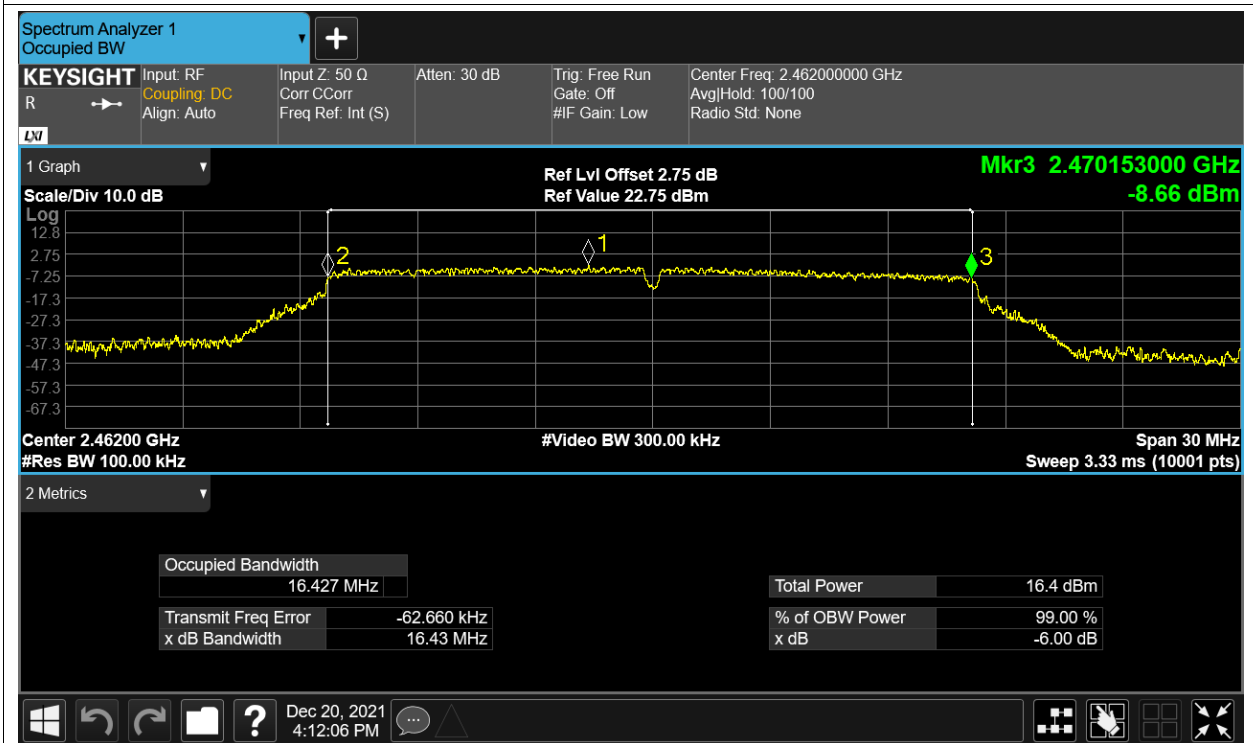 Spectrum Analyzer 1
Occupied BW
+
KEYSIGHT
R
LXI
Input: RF
Coupling: DC
Align: Auto
Input Z: 50 Ω
Corr CCorr
Freq Ref: Int (S)
Atten: 30 dB
Trig: Free Run
Gate: Off
#IF Gain: Low
Center Freq: 2.462000000 GHz
Avg|Hold: 100/100
Radio Std: None
1 Graph
Scale/Div 10.0 dB
Ref Lvl Offset 2.75 dB
Ref Value 22.75 dBm
Mkr3 2.470153000 GHz
-8.66 dBm
Log
12.8
2.75
-7.25
-17.3
-27.3
-37.3
-47.3
-57.3
-67.3
2
1
3
Center 2.46200 GHz
#Res BW 100.00 kHz
#Video BW 300.00 kHz
Span 30 MHz
Sweep 3.33 ms (10001 pts)
2 Metrics
Occupied Bandwidth
16.427 MHz
Transmit Freq Error -62.660 kHz
x dB Bandwidth 16.43 MHz
Total Power 16.4 dBm
% of OBW Power 99.00 %
x dB -6.00 dB
?
Dec 20, 2021
4:12:06 PM